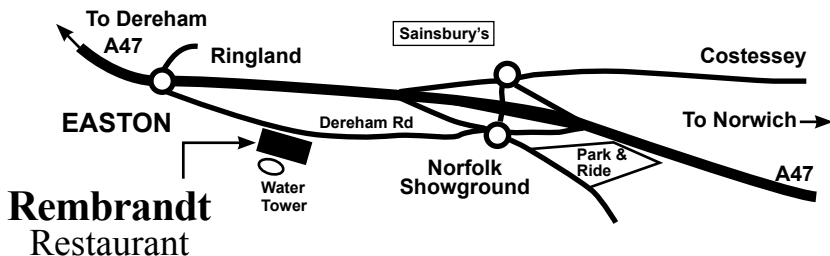 To Dereham
A47
Ringland
Sainsbury's
Costessey
EASTON
Dereham Rd
To Norwich
Water
Tower
Norfolk
Showground
Park &
Ride
A47
Rembrandt
Restaurant